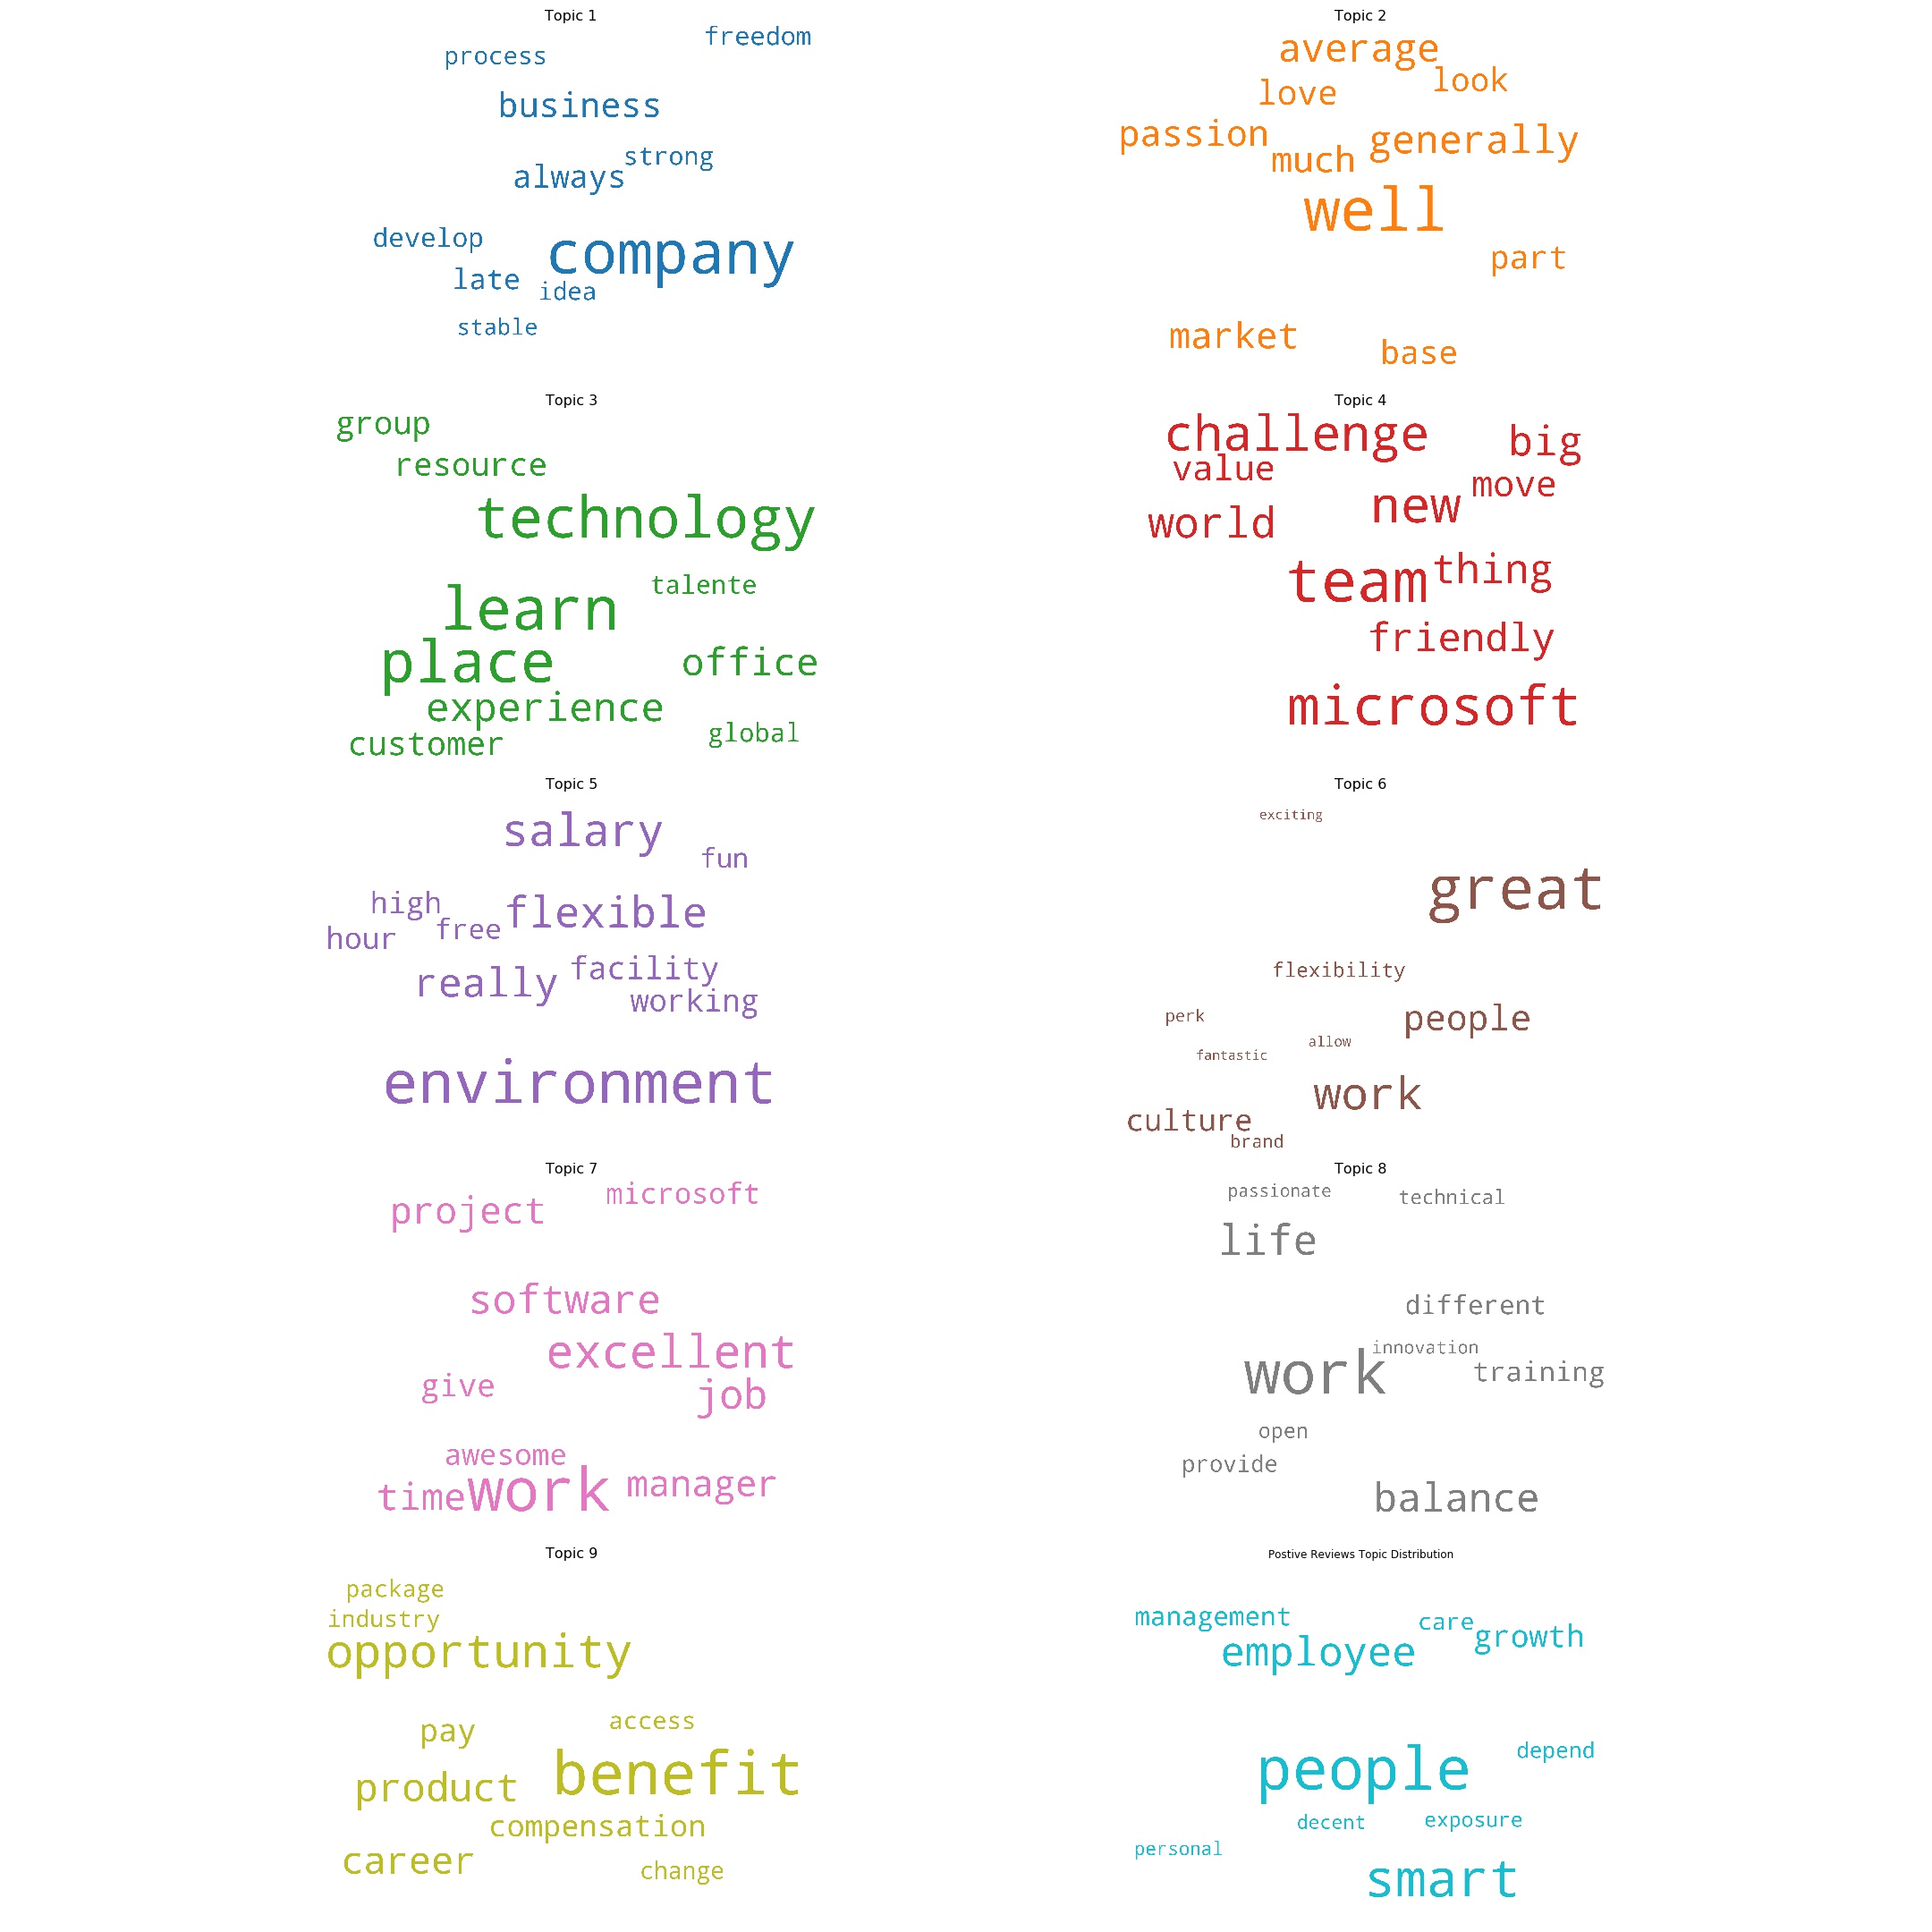 Topic 1
freedom
process
business
strong
always
develop
company
late
idea
stable
Topic 2
average
look
love
passion
generally
much
well
part
market
base
Topic 3
group
resource
technology
talente
learn
place
office
experience
global
customer
Topic 4
challenge
big
value
move
new
world
team
thing
friendly
microsoft
Topic 5
salary
fun
high
flexible
free
hour
facility
really
working
environment
Topic 6
exciting
great
flexibility
perk
people
allow
fantastic
work
culture
brand
Topic 7
microsoft
project
software
excellent
give
job
awesome
time
work
manager
Topic 8
passionate
technical
life
different
innovation
work
training
open
provide
balance
Topic 9
package
industry
opportunity
access
pay
benefit
product
compensation
career
change
Postive Reviews Topic Distribution
management
care
growth
employee
people
depend
decent
exposure
personal
smart